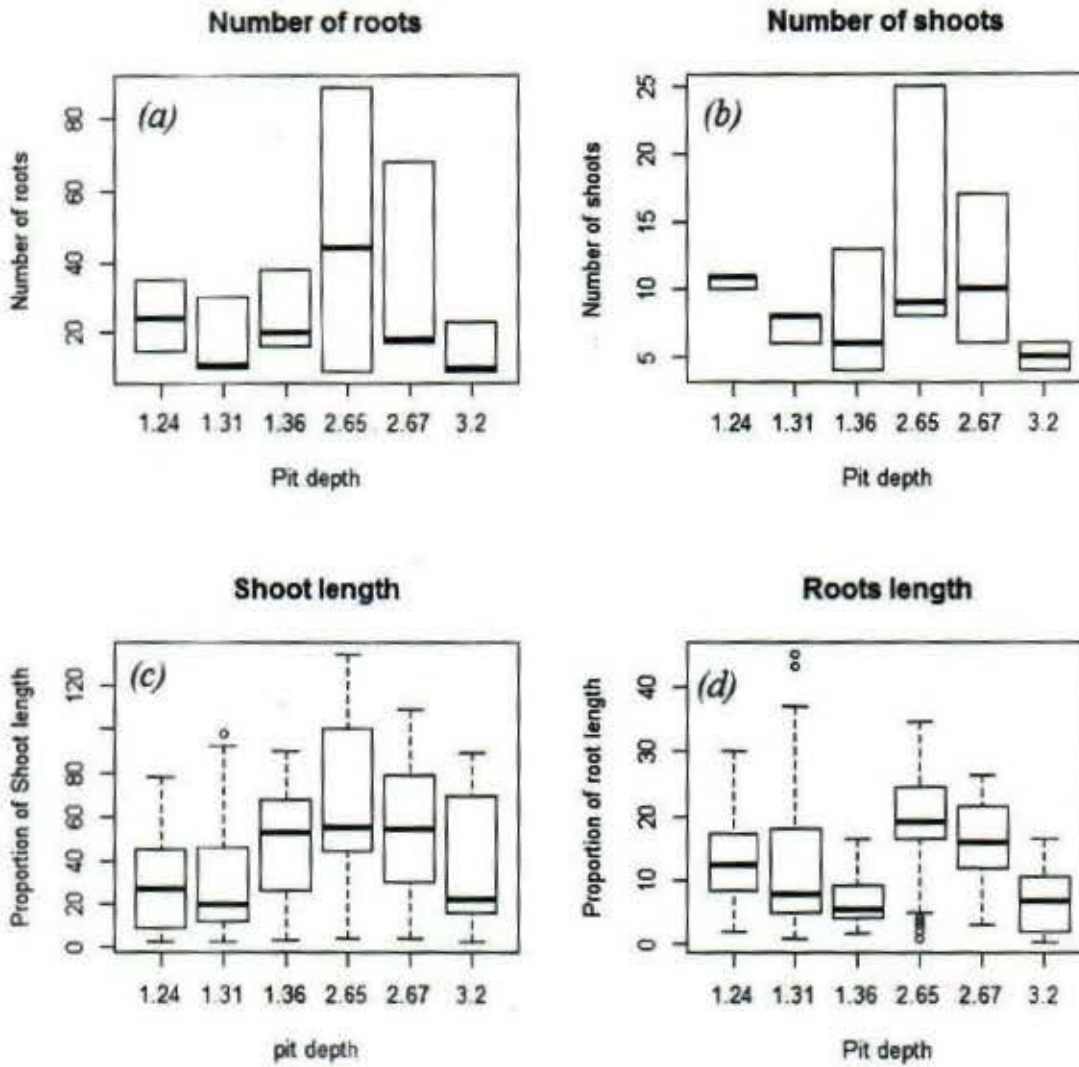 Number of roots
(a)
Number of roots
80
60
40
20
1.24 1.31 1.36 2.65 2.67 3.2
Pit depth
Number of shoots
(b)
Number of shoots
25
20
15
10
5
1.24 1.31 1.36 2.65 2.67 3.2
Pit depth
Shoot length
(c)
Proportion of Shoot length
120
80
60
40
20
0
1.24 1.31 1.36 2.65 2.67 3.2
pit depth
Roots length
(d)
Proportion of root length
40
30
20
10
0
1.24 1.31 1.36 2.65 2.67 3.2
Pit depth